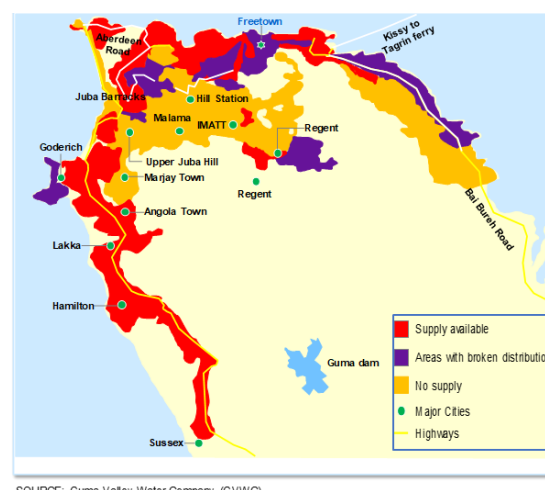 Freetown
Aberdeen
Road
Kissy to
Tagrin ferry
Juba Barracks
Hill Station
Malama
IMATT
Regent
Goderich
Upper Juba Hill
Marjay Town
Regent
Angola Town
Bai Bureh Road
Lakka
Hamilton
Supply available
Guma dam
Areas with broken distributio
No supply
Major Cities
Highways
Sussex
SOURCE: Guma Valley Water Company (GVWC)